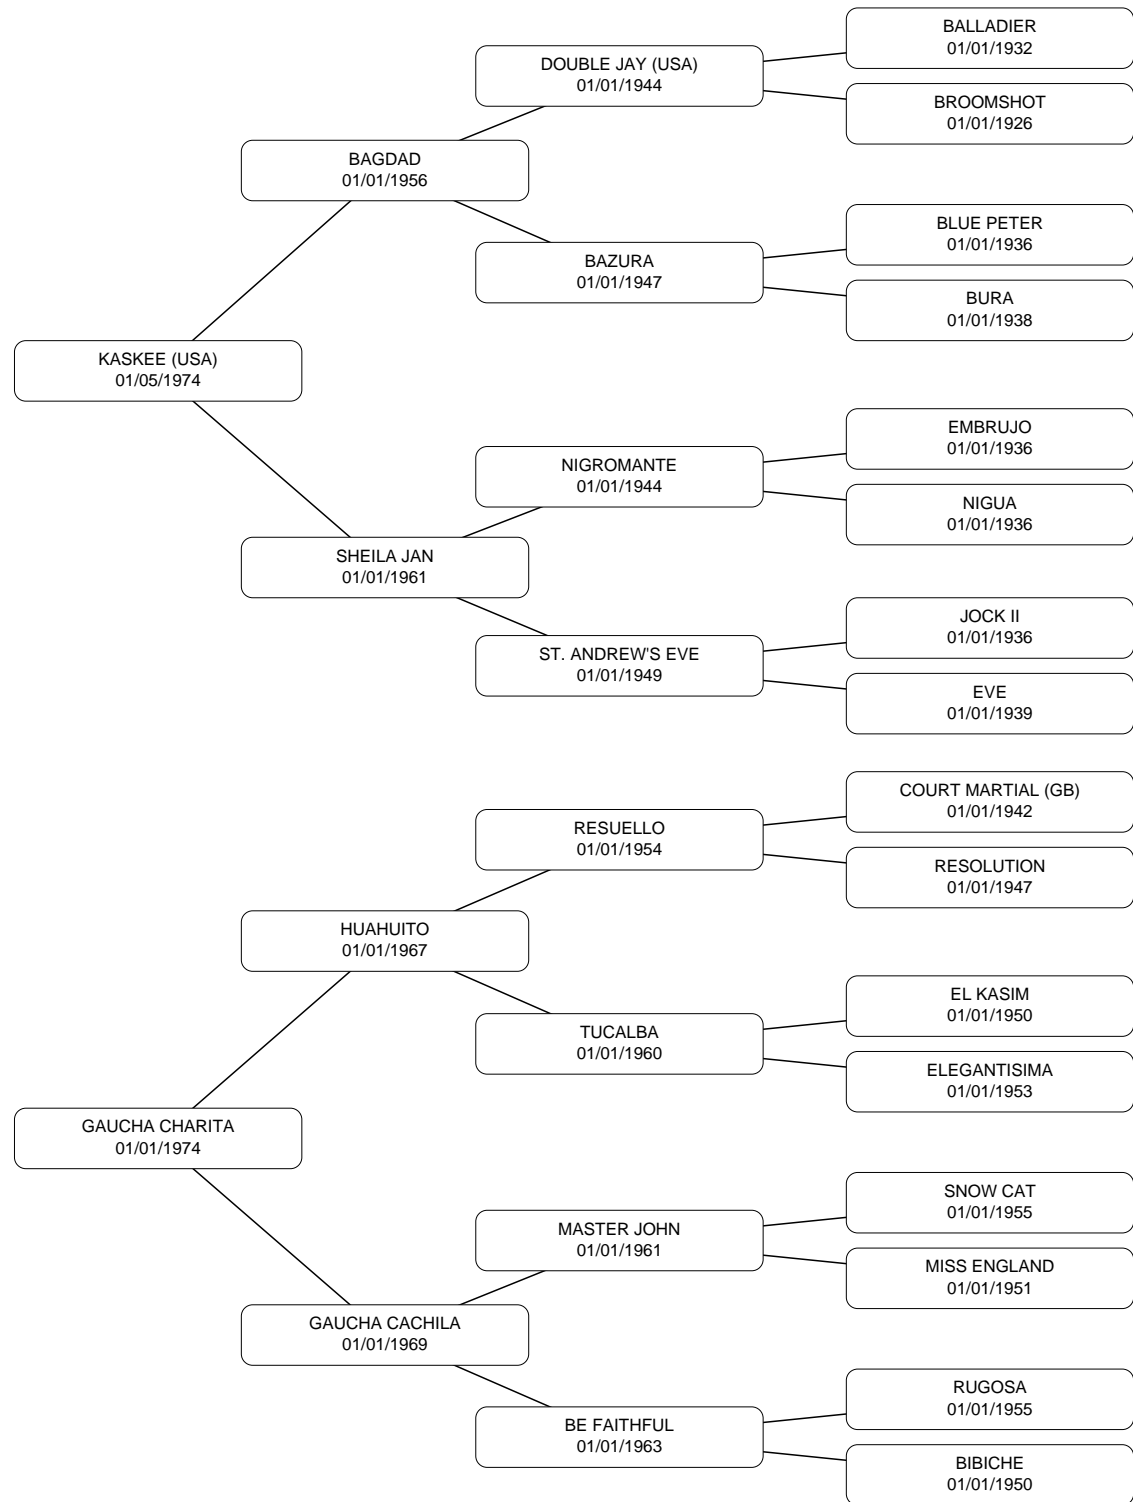 BALLADIER
01/01/1932
DOUBLE JAY (USA)
01/01/1944
BROOMSHOT
01/01/1926
BAGDAD
01/01/1956
BLUE PETER
01/01/1936
BAZURA
01/01/1947
BURA
01/01/1938
KASKEE (USA)
01/05/1974
EMBRUJO
01/01/1936
NIGROMANTE
01/01/1944
NIGUA
01/01/1936
SHEILA JAN
01/01/1961
JOCK II
01/01/1936
ST. ANDREW'S EVE
01/01/1949
EVE
01/01/1939
COURT MARTIAL (GB)
01/01/1942
RESUELLO
01/01/1954
RESOLUTION
01/01/1947
HUAHUITO
01/01/1967
EL KASIM
01/01/1950
TUCALBA
01/01/1960
ELEGANTISIMA
01/01/1953
GAUCHA CHARITA
01/01/1974
SNOW CAT
01/01/1955
MASTER JOHN
01/01/1961
MISS ENGLAND
01/01/1951
GAUCHA CACHILA
01/01/1969
RUGOSA
01/01/1955
BE FAITHFUL
01/01/1963
BIBICHE
01/01/1950